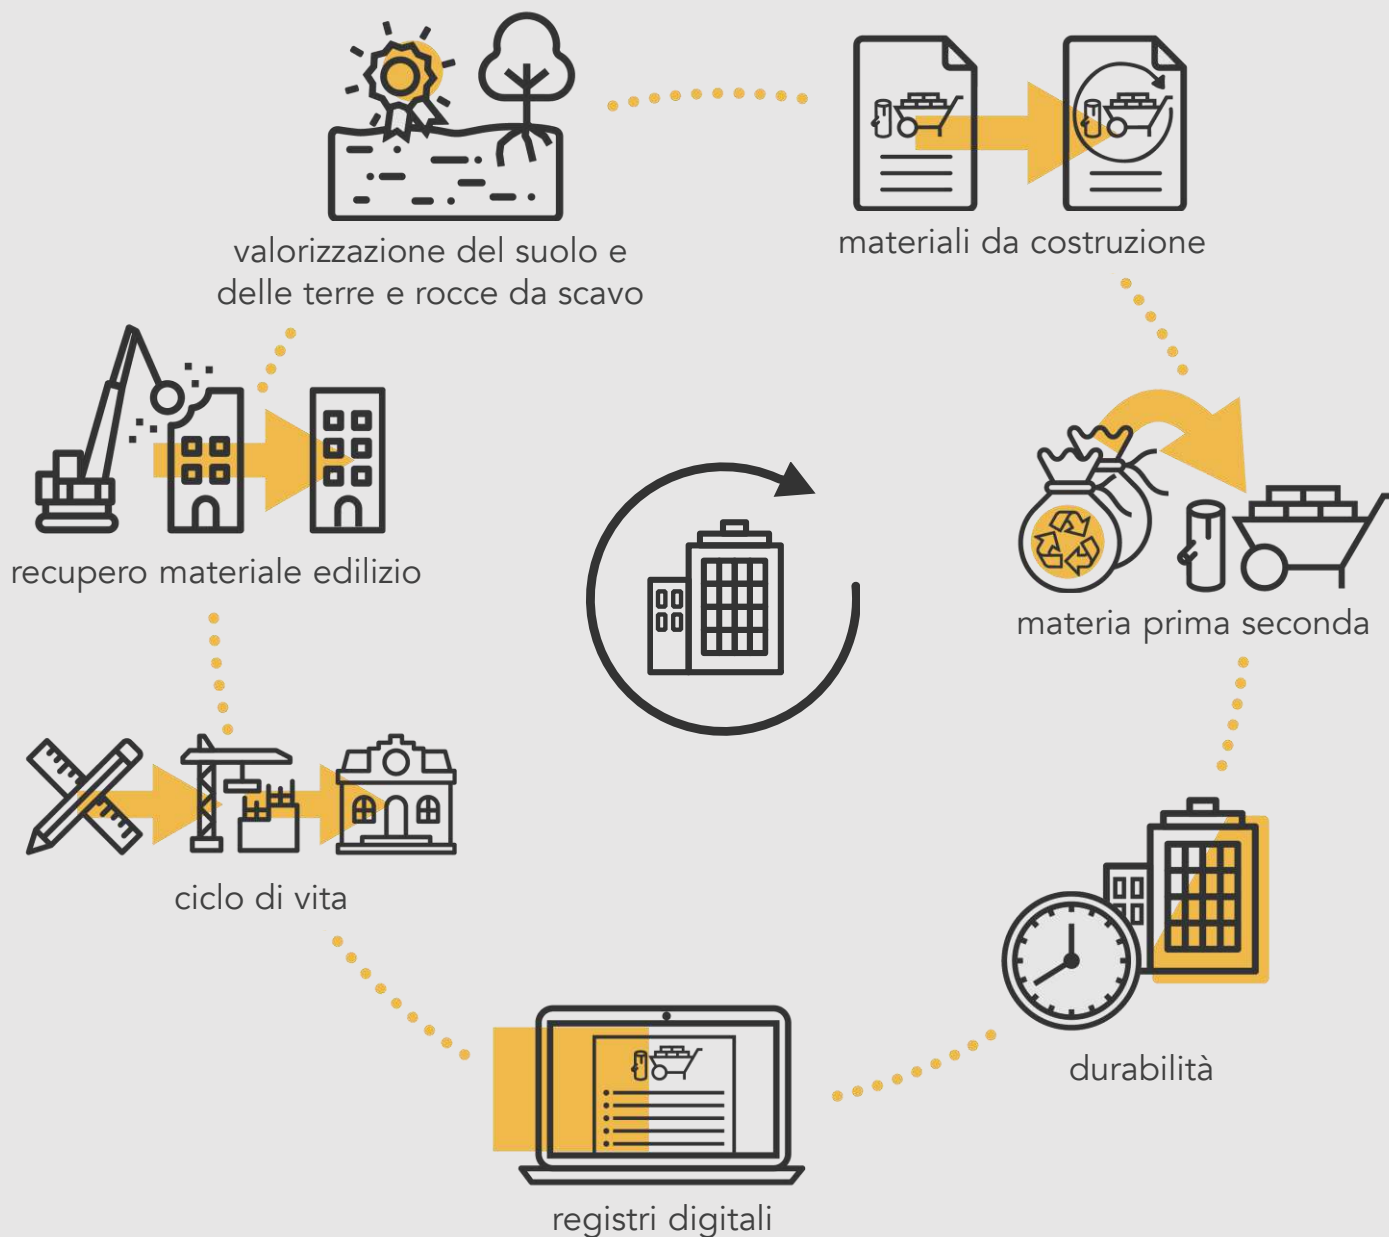 valorizzazione del suolo e
delle terre e rocce da scavo
materiali da costruzione
recupero materiale edilizio
materia prima seconda
ciclo di vita
durabilità
registri digitali